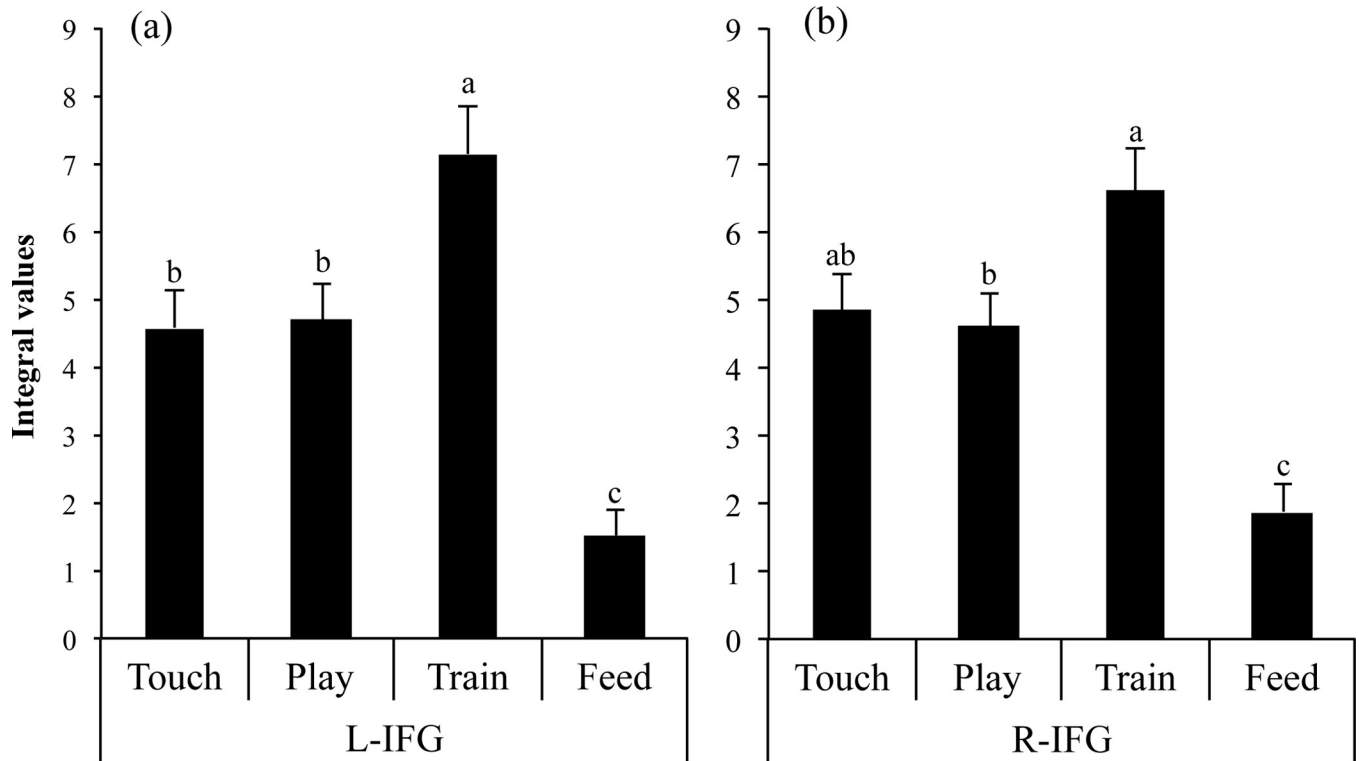 (a)
Integral values
9
8
7
6
5
4
3
2
1
0
b
b
a
c
Touch
Play
Train
Feed
L-IFG
(b)
9
8
7
6
5
4
3
2
1
0
ab
b
a
c
Touch
Play
Train
Feed
R-IFG